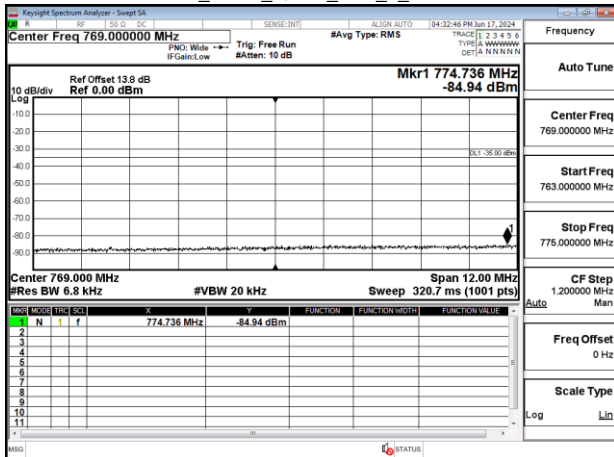 Keysight Spectrum Analyzer - Swept SA
R RF 50 Ω DC SENSE:INT ALIGN AUTO 04:32:46 PM Jun 17, 2024
Center Freq 769.000000 MHz
PNO: Wide Trig: Free Run
IFGain:Low #Atten: 10 dB
#Avg Type: RMS
TRACE 1 2 3 4 5 6
TYPE A WWWWW
DET A N N N N N
Ref Offset 13.8 dB
10 dB/div Ref 0.00 dBm
Log
Mkr1 774.736 MHz
-84.94 dBm
-10.0
-20.0
-30.0
DL1 -35.00 dBm
-40.0
-50.0
-60.0
-70.0
-80.0
1
-90.0
Center 769.000 MHz Span 12.00 MHz
#Res BW 6.8 kHz #VBW 20 kHz Sweep 320.7 ms (1001 pts)
MKR MODE TRC SCL X Y FUNCTION FUNCTION WIDTH FUNCTION VALUE
1 N 1 f 774.736 MHz -84.94 dBm
2
3
4
5
6
7
8
9
10
11
MSG STATUS
Frequency
Auto Tune
Center Freq
769.000000 MHz
Start Freq
763.000000 MHz
Stop Freq
775.000000 MHz
CF Step
1.200000 MHz
Auto Man
Freq Offset
0 Hz
Scale Type
Log Lin